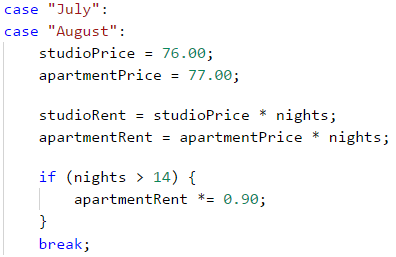 case "July":
case "August":
studioPrice = 76.00;
apartmentPrice = 77.00;
studioRent = studioPrice * nights;
apartmentRent = apartmentPrice * nights;
if (nights > 14) {
apartmentRent *= 0.90;
}
break;